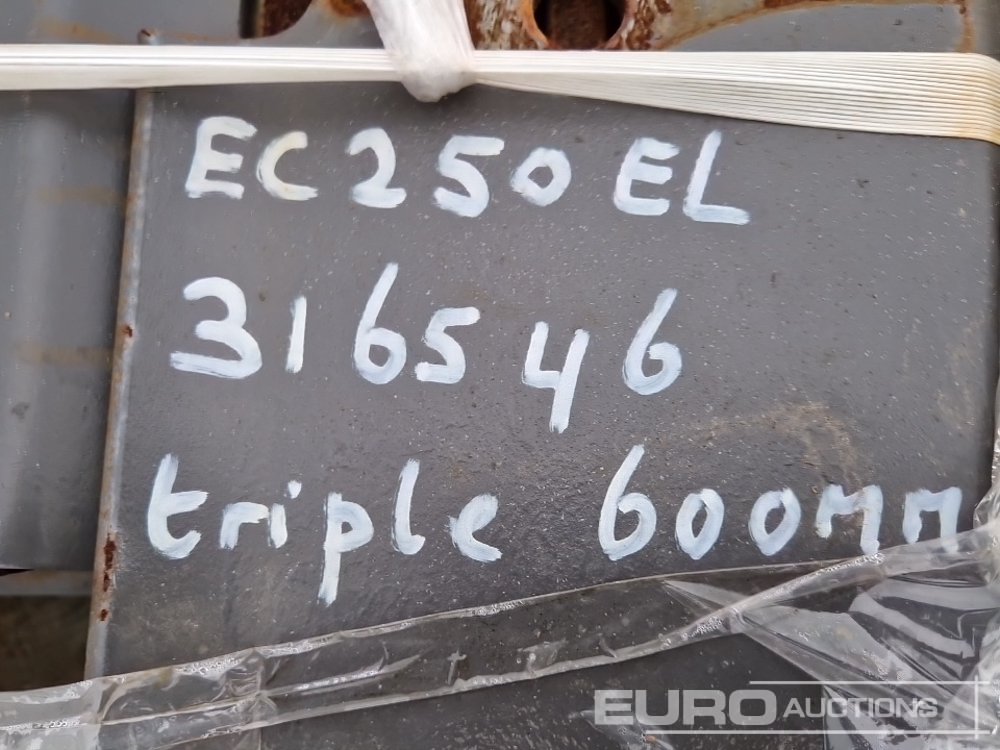 EC250EL
316546
triple 600mm
EURO AUCTIONS